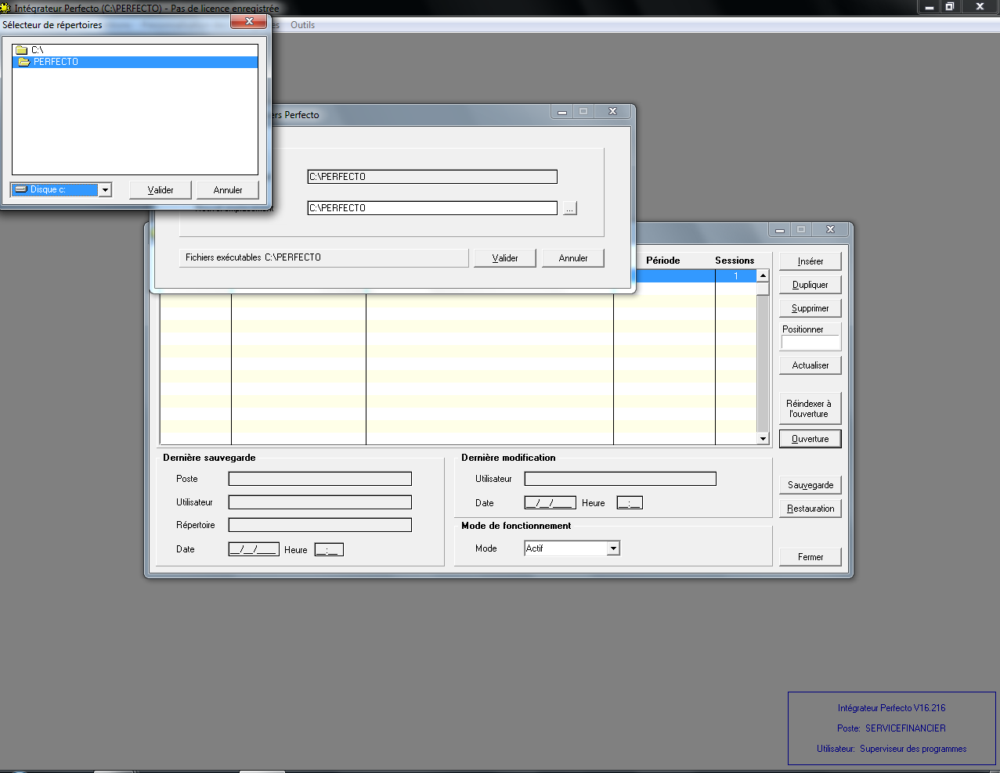 Intégrateur Perfecto (C:\PERFECTO) - Pas de licence enregistrée
Sélecteur de répertoires
Outils
C:\
PERFECTO
Disque c:
Valider
Annuler
Perfecto
C:\PERFECTO
C:\PERFECTO
...
Fichiers exécutables C:\PERFECTO
Valider
Annuler
Période
Sessions
1
Insérer
Dupliquer
Supprimer
Positionner
Actualiser
Réindexer à
l'ouverture
Ouverture
Sauvegarde
Restauration
Fermer
Dernière sauvegarde
Poste
Utilisateur
Répertoire
Date __/__/____ Heure __:__
Dernière modification
Utilisateur
Date __/__/____ Heure __:__
Mode de fonctionnement
Mode Actif
Intégrateur Perfecto V16.216
Poste: SERVICEFINANCIER
Utilisateur: Superviseur des programmes